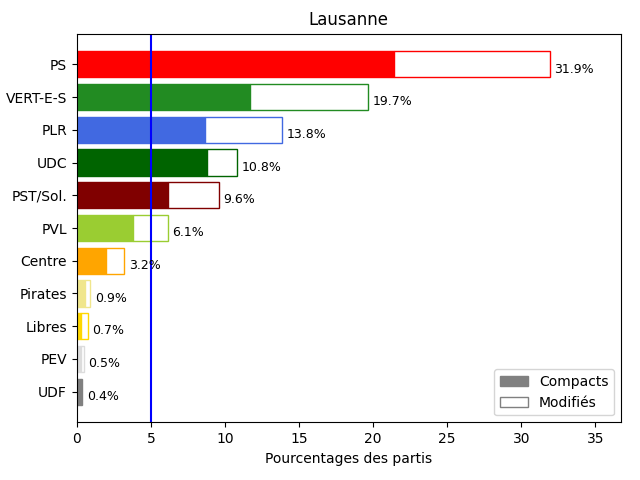 Lausanne
PS 31.9%
VERT-E-S 19.7%
PLR 13.8%
UDC 10.8%
PST/Sol. 9.6%
PVL 6.1%
Centre 3.2%
Pirates 0.9%
Libres 0.7%
PEV 0.5%
UDF 0.4%
Compacts
Modifiés
0 5 10 15 20 25 30 35
Pourcentages des partis